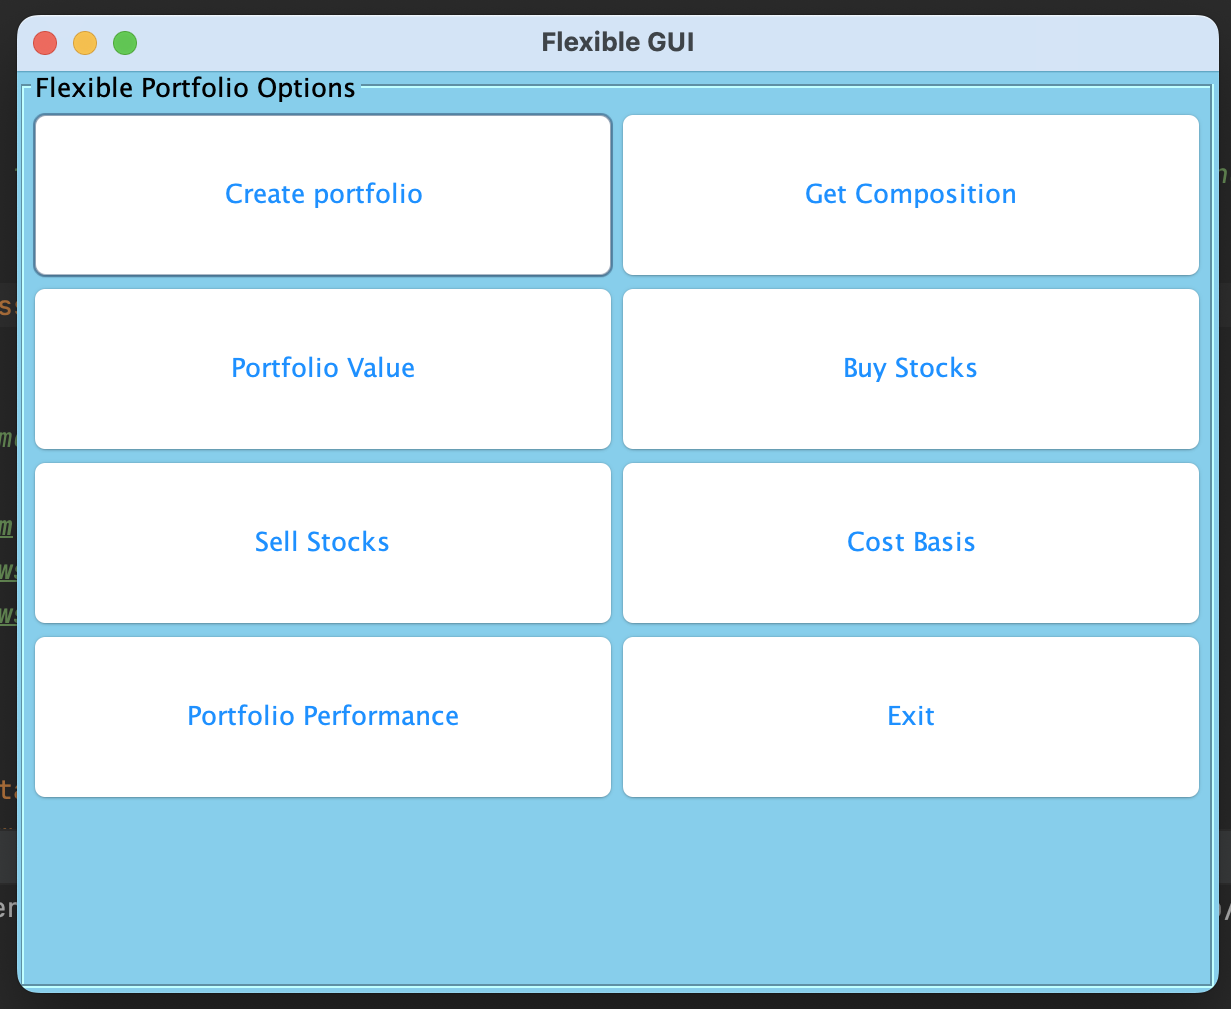 Flexible GUI
Flexible Portfolio Options
Create portfolio
Get Composition
Portfolio Value
Buy Stocks
Sell Stocks
Cost Basis
Portfolio Performance
Exit